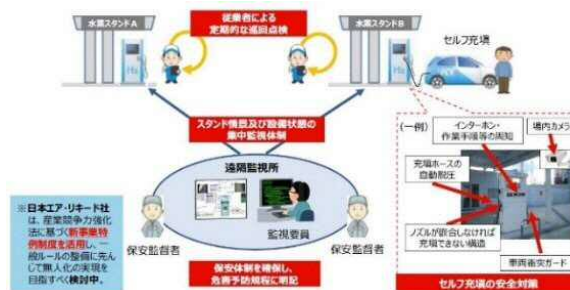 水素スタンドA
従業者による
定期的な巡回点検
水素スタンドB
セルフ充填
H₂
H₂
スタンド情景及び設備状態の
集中監視体制
遠隔監視所
監視要員
保安監督者
保安監督者
保安体制を確保し、
危害予防規程に明記
※日本エア・リキード社
は、産業競争力強化
法に基づく新事業特
例制度を活用し、一
般ルールの整備に先ん
じて無人化の実現を
目指すべく検討中。
(一例)
インターホン・
作業手順等の周知
場内カメラ
充填ホースの
自動脱圧
ノズルが嵌合しなければ
充填できない構造
車両衝突ガード
セルフ充填の安全対策